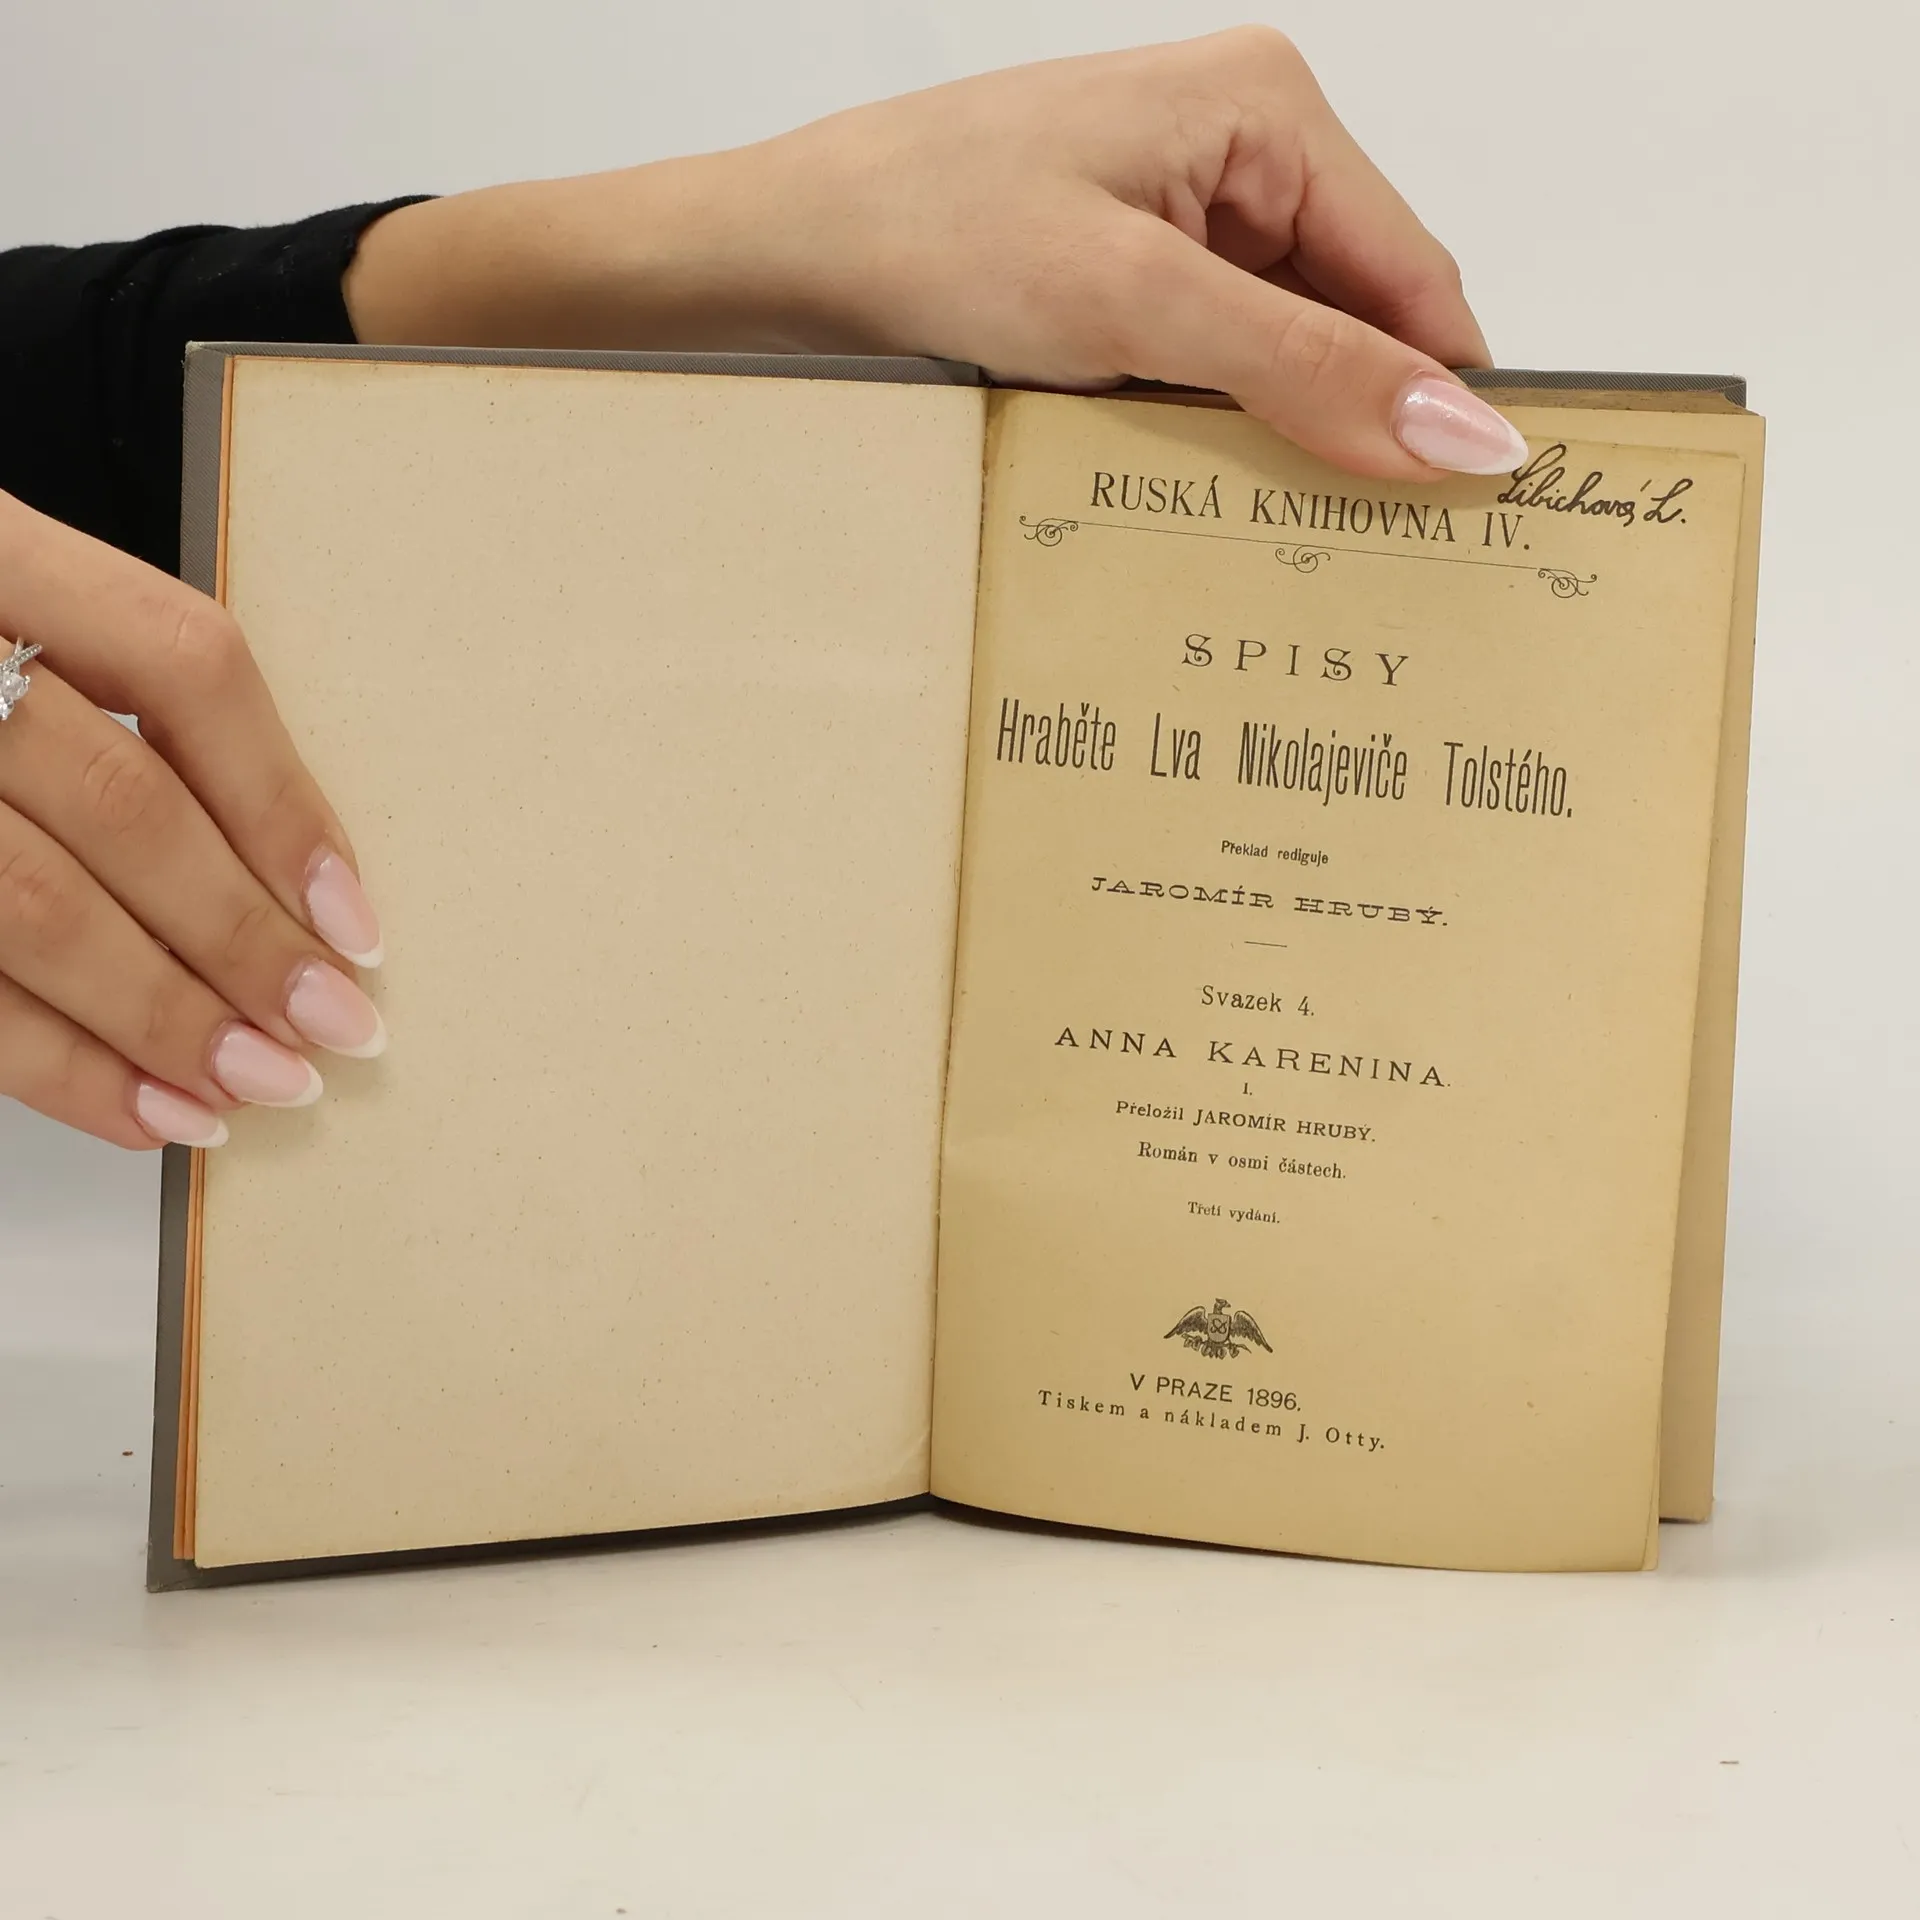 Libichová L.
RUSKÁ KNIHOVNA IV.
SPISY
Hraběte Lva Nikolajeviče Tolstého.
Překlad rediguje
JAROMÍR HRUBÝ.
Svazek 4.
ANNA KARENINA.
I.
Přeložil JAROMÍR HRUBÝ.
Román v osmi částech.
Třetí vydání.
V PRAZE 1896.
Tiskem a nákladem J. Otty.